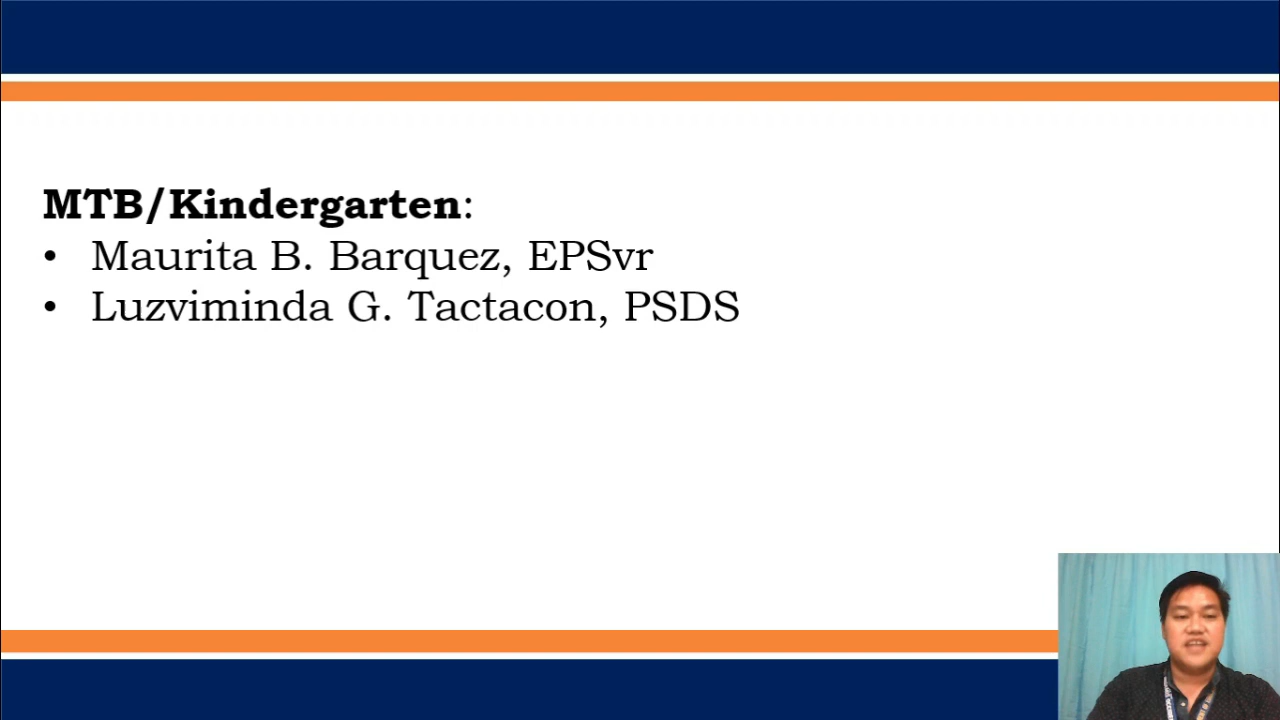 MTB/Kindergarten:
• Maurita B. Barquez, EPSvr
• Luzviminda G. Tactacon, PSDS